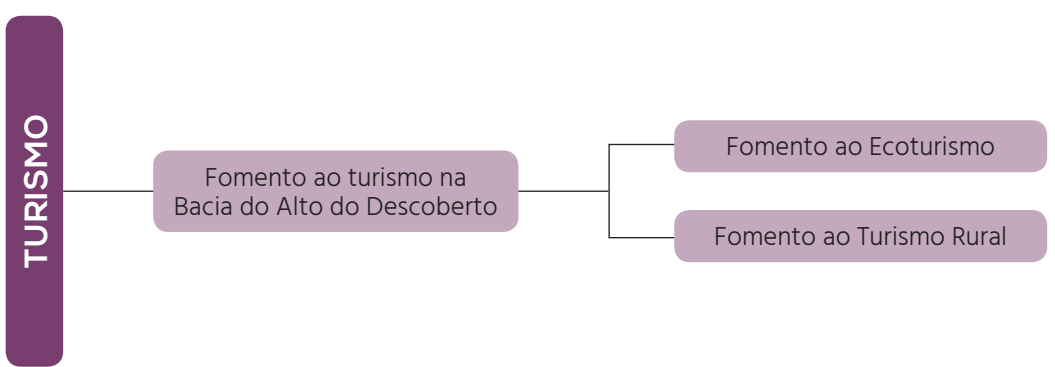 TURISMO
Fomento ao turismo na
Bacia do Alto do Descoberto
Fomento ao Ecoturismo
Fomento ao Turismo Rural